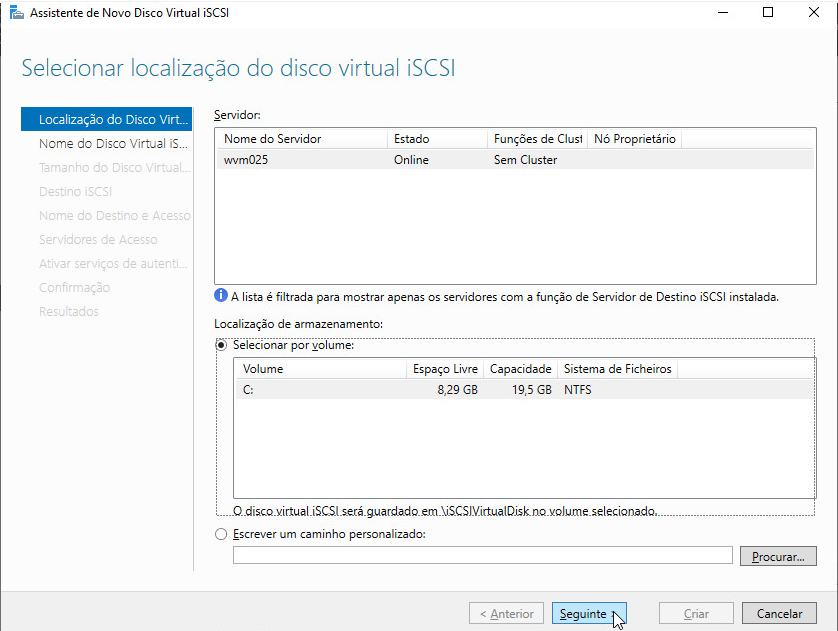 Assistente de Novo Disco Virtual iSCSI
Selecionar localização do disco virtual iSCSI
Localização do Disco Virt...
Nome do Disco Virtual iS...
Tamanho do Disco Virtual...
Destino iSCSI
Nome do Destino e Acesso
Servidores de Acesso
Ativar serviços de autenti...
Confirmação
Resultados
Servidor:
Nome do Servidor Estado Funções de Clust Nó Proprietário
wvm025 Online Sem Cluster
A lista é filtrada para mostrar apenas os servidores com a função de Servidor de Destino iSCSI instalada.
Localização de armazenamento:
Selecionar por volume:
Volume Espaço Livre Capacidade Sistema de Ficheiros
C: 8,29 GB 19,5 GB NTFS
O disco virtual iSCSI será guardado em \iSCSIVirtualDisk no volume selecionado.
Escrever um caminho personalizado:
Procurar...
< Anterior Seguinte > Criar Cancelar